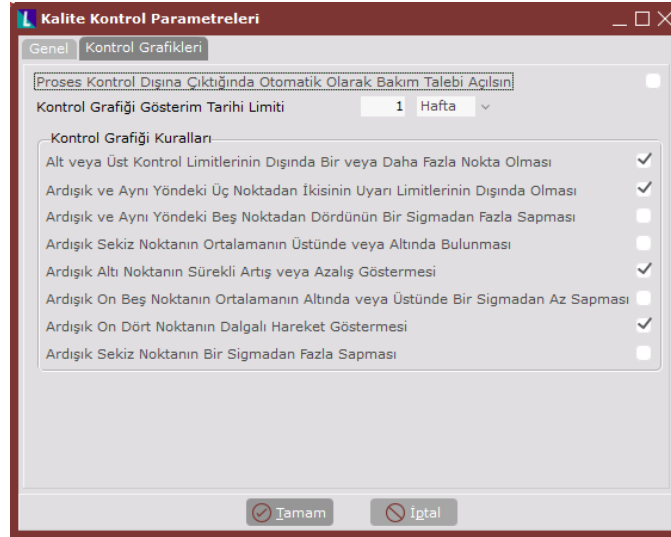 Kalite Kontrol Parametreleri
Genel Kontrol Grafikleri
Proses Kontrol Dışına Çıktığında Otomatik Olarak Bakım Talebi Açılsın
Kontrol Grafiği Gösterim Tarihi Limiti 1 Hafta
Kontrol Grafiği Kuralları
Alt veya Üst Kontrol Limitlerinin Dışında Bir veya Daha Fazla Nokta Olması
Ardışık ve Aynı Yöndeki Üç Noktadan İkisinin Uyarı Limitlerinin Dışında Olması
Ardışık ve Aynı Yöndeki Beş Noktadan Dördünün Bir Sigmadan Fazla Sapması
Ardışık Sekiz Noktanın Ortalamanın Üstünde veya Altında Bulunması
Ardışık Altı Noktanın Sürekli Artış veya Azalış Göstermesi
Ardışık On Beş Noktanın Ortalamanın Altında veya Üstünde Bir Sigmadan Az Sapması
Ardışık On Dört Noktanın Dalgalı Hareket Göstermesi
Ardışık Sekiz Noktanın Bir Sigmadan Fazla Sapması
Tamam İptal